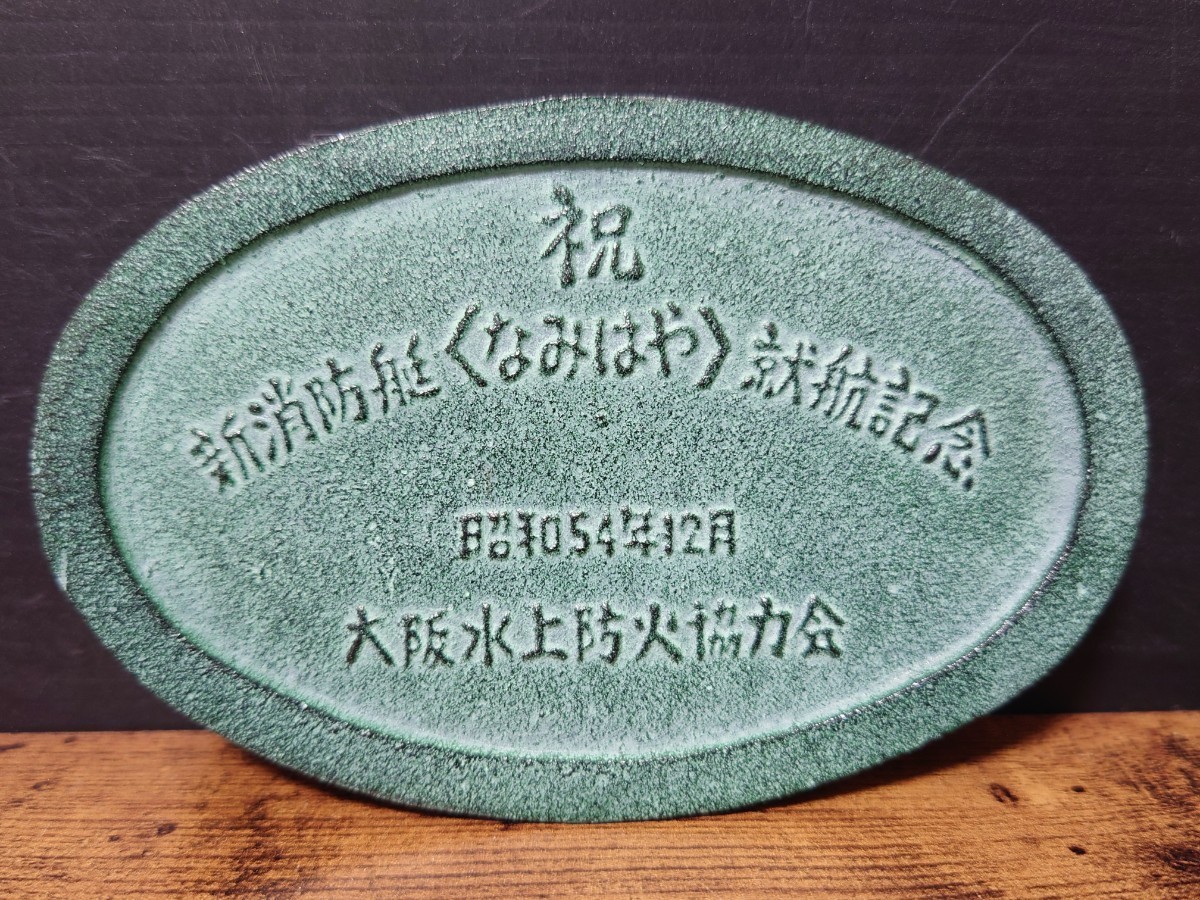 祝
新消防艇〈なみはや〉就航記念
昭和54年12月
大阪水上防火協力会